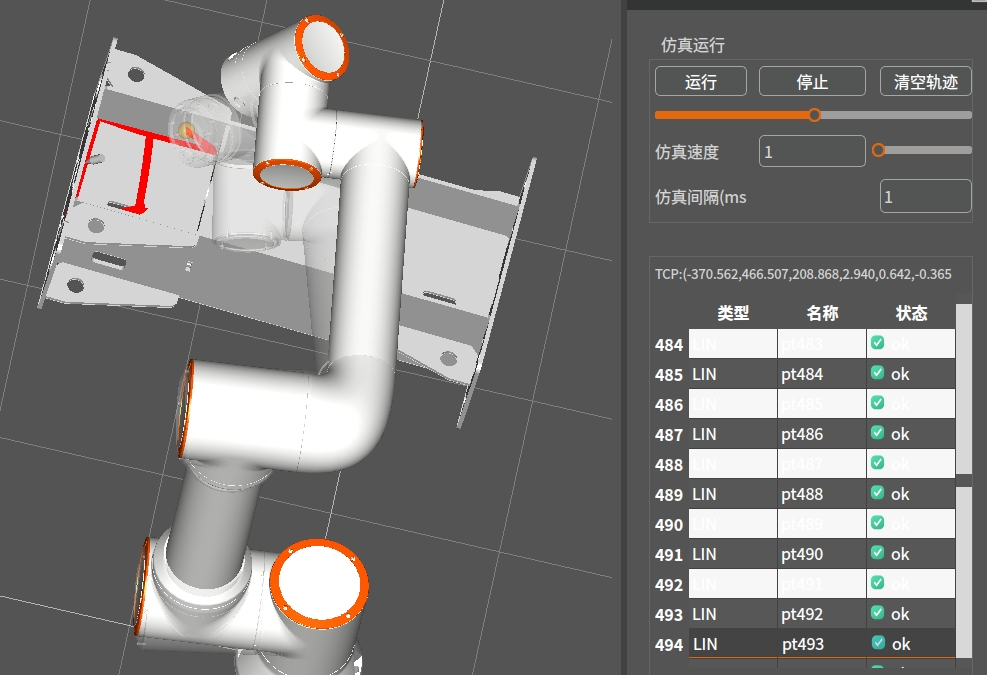 仿真运行
运行 停止 清空轨迹
仿真速度 1
仿真间隔(ms 1
TCP:(-370.562,466.507,208.868,2.940,0.642,-0.365
类型 名称 状态
484 LIN pt483 ok
485 LIN pt484 ok
486 LIN pt485 ok
487 LIN pt486 ok
488 LIN pt487 ok
489 LIN pt488 ok
490 LIN pt489 ok
491 LIN pt490 ok
492 LIN pt491 ok
493 LIN pt492 ok
494 LIN pt493 ok